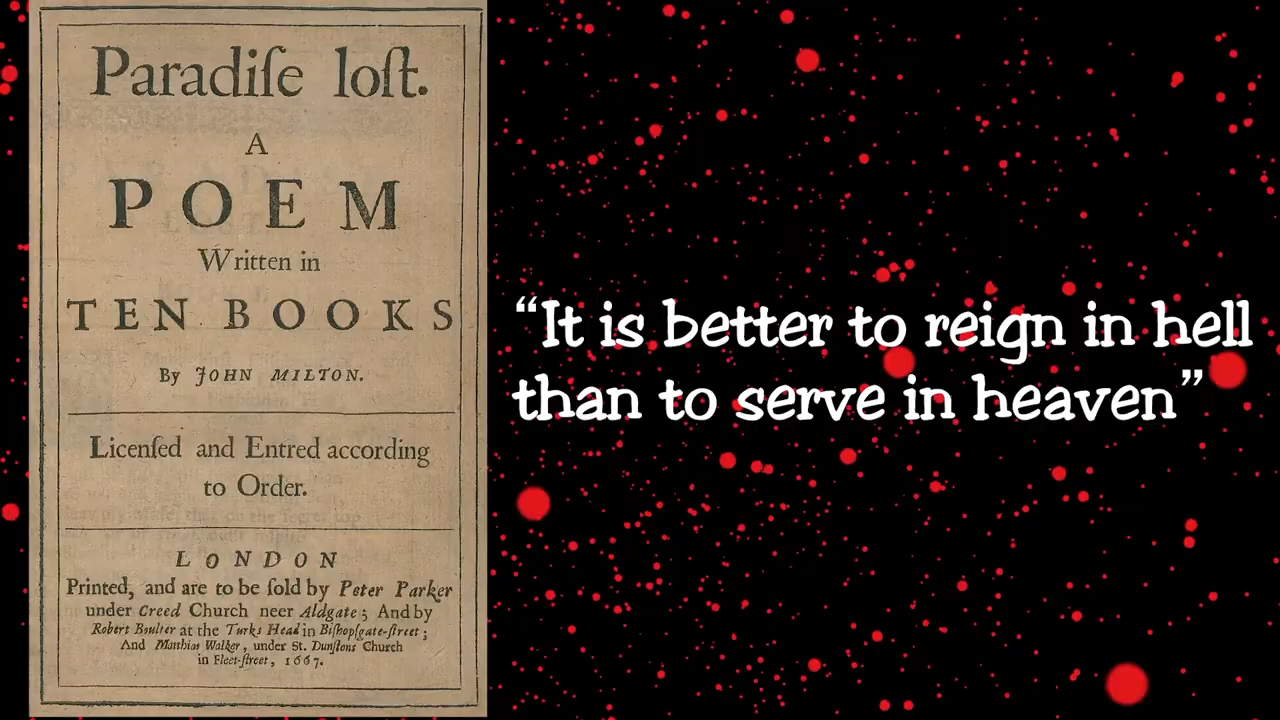 Paradiſe loſt.
A
POEM
Written in
TEN BOOKS
By JOHN MILTON.
Licenſed and Entred according
to Order.
LONDON
Printed, and are to be ſold by Peter Parker
under Creed Church neer Aldgate; And by
Robert Boulter at the Turks Head in Biſhopſgate-ſtreet;
And Matthias Walker, under St. Dunſtons Church
in Fleet-ſtreet, 1667.
“It is better to reign in hell
than to serve in heaven”